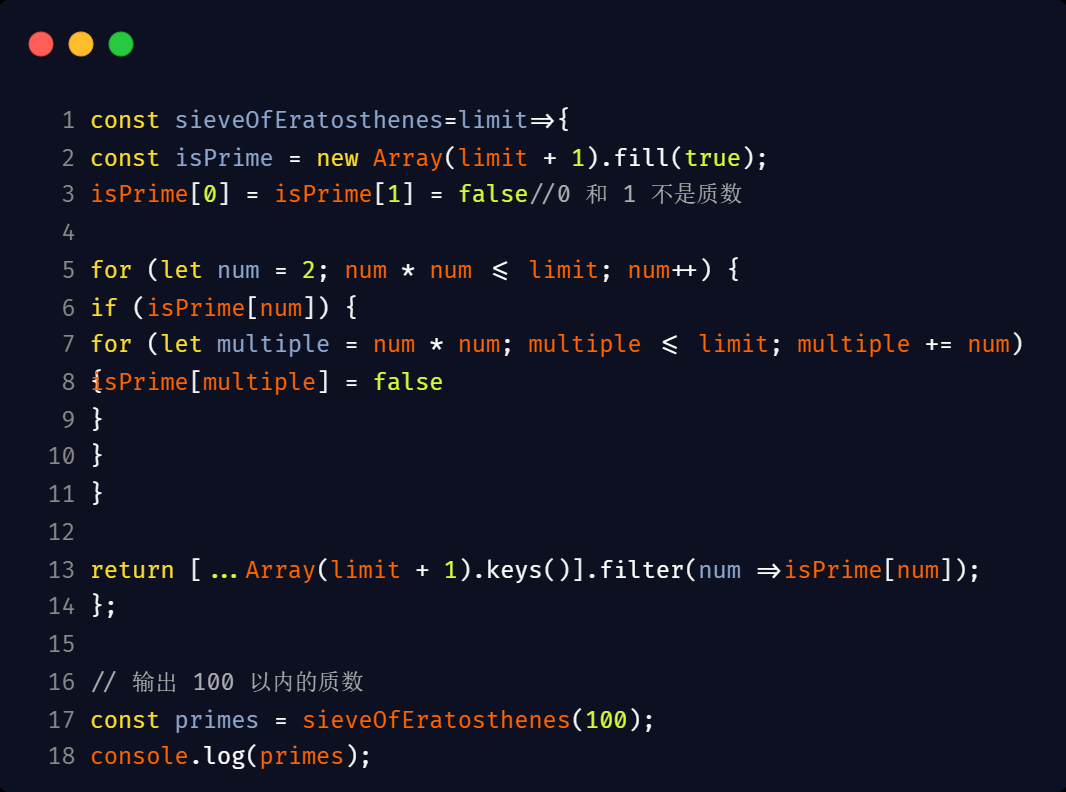 1 const sieveOfEratosthenes=limit=>{
2 const isPrime = new Array(limit + 1).fill(true);
3 isPrime[0] = isPrime[1] = false//0 和 1 不是质数
4
5 for (let num = 2; num * num <= limit; num++) {
6 if (isPrime[num]) {
7 for (let multiple = num * num; multiple <= limit; multiple += num)
8 {isPrime[multiple] = false
9 }
10 }
11 }
12
13 return [...Array(limit + 1).keys()].filter(num =>isPrime[num]);
14 };
15
16 // 输出 100 以内的质数
17 const primes = sieveOfEratosthenes(100);
18 console.log(primes);